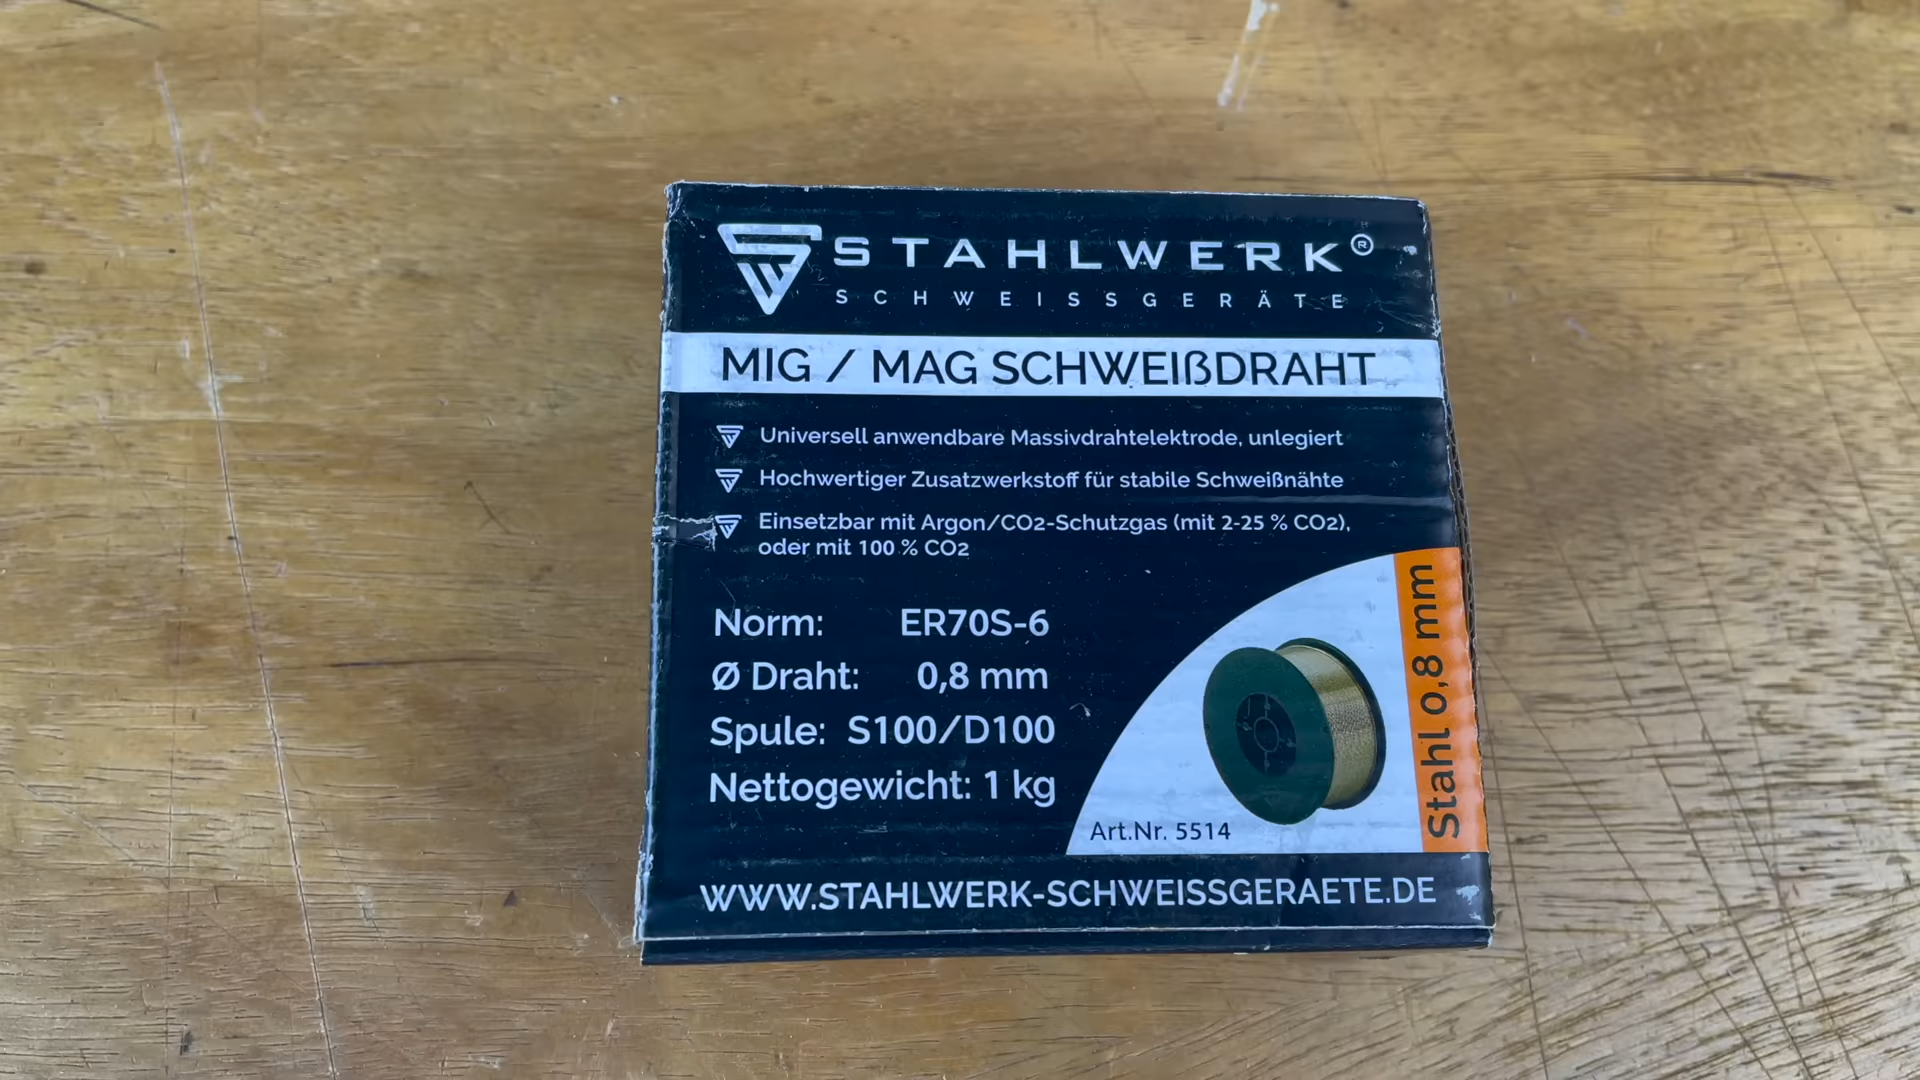 STAHLWERK®
SCHWEISSGERÄTE
MIG / MAG SCHWEIßDRAHT
Universell anwendbare Massivdrahtelektrode, unlegiert
Hochwertiger Zusatzwerkstoff für stabile Schweißnähte
Einsetzbar mit Argon/CO2-Schutzgas (mit 2-25 % CO2),
oder mit 100 % CO2
Norm: ER70S-6
Ø Draht: 0,8 mm
Spule: S100/D100
Nettogewicht: 1 kg
Art.Nr. 5514
Stahl 0,8 mm
WWW.STAHLWERK-SCHWEISSGERAETE.DE